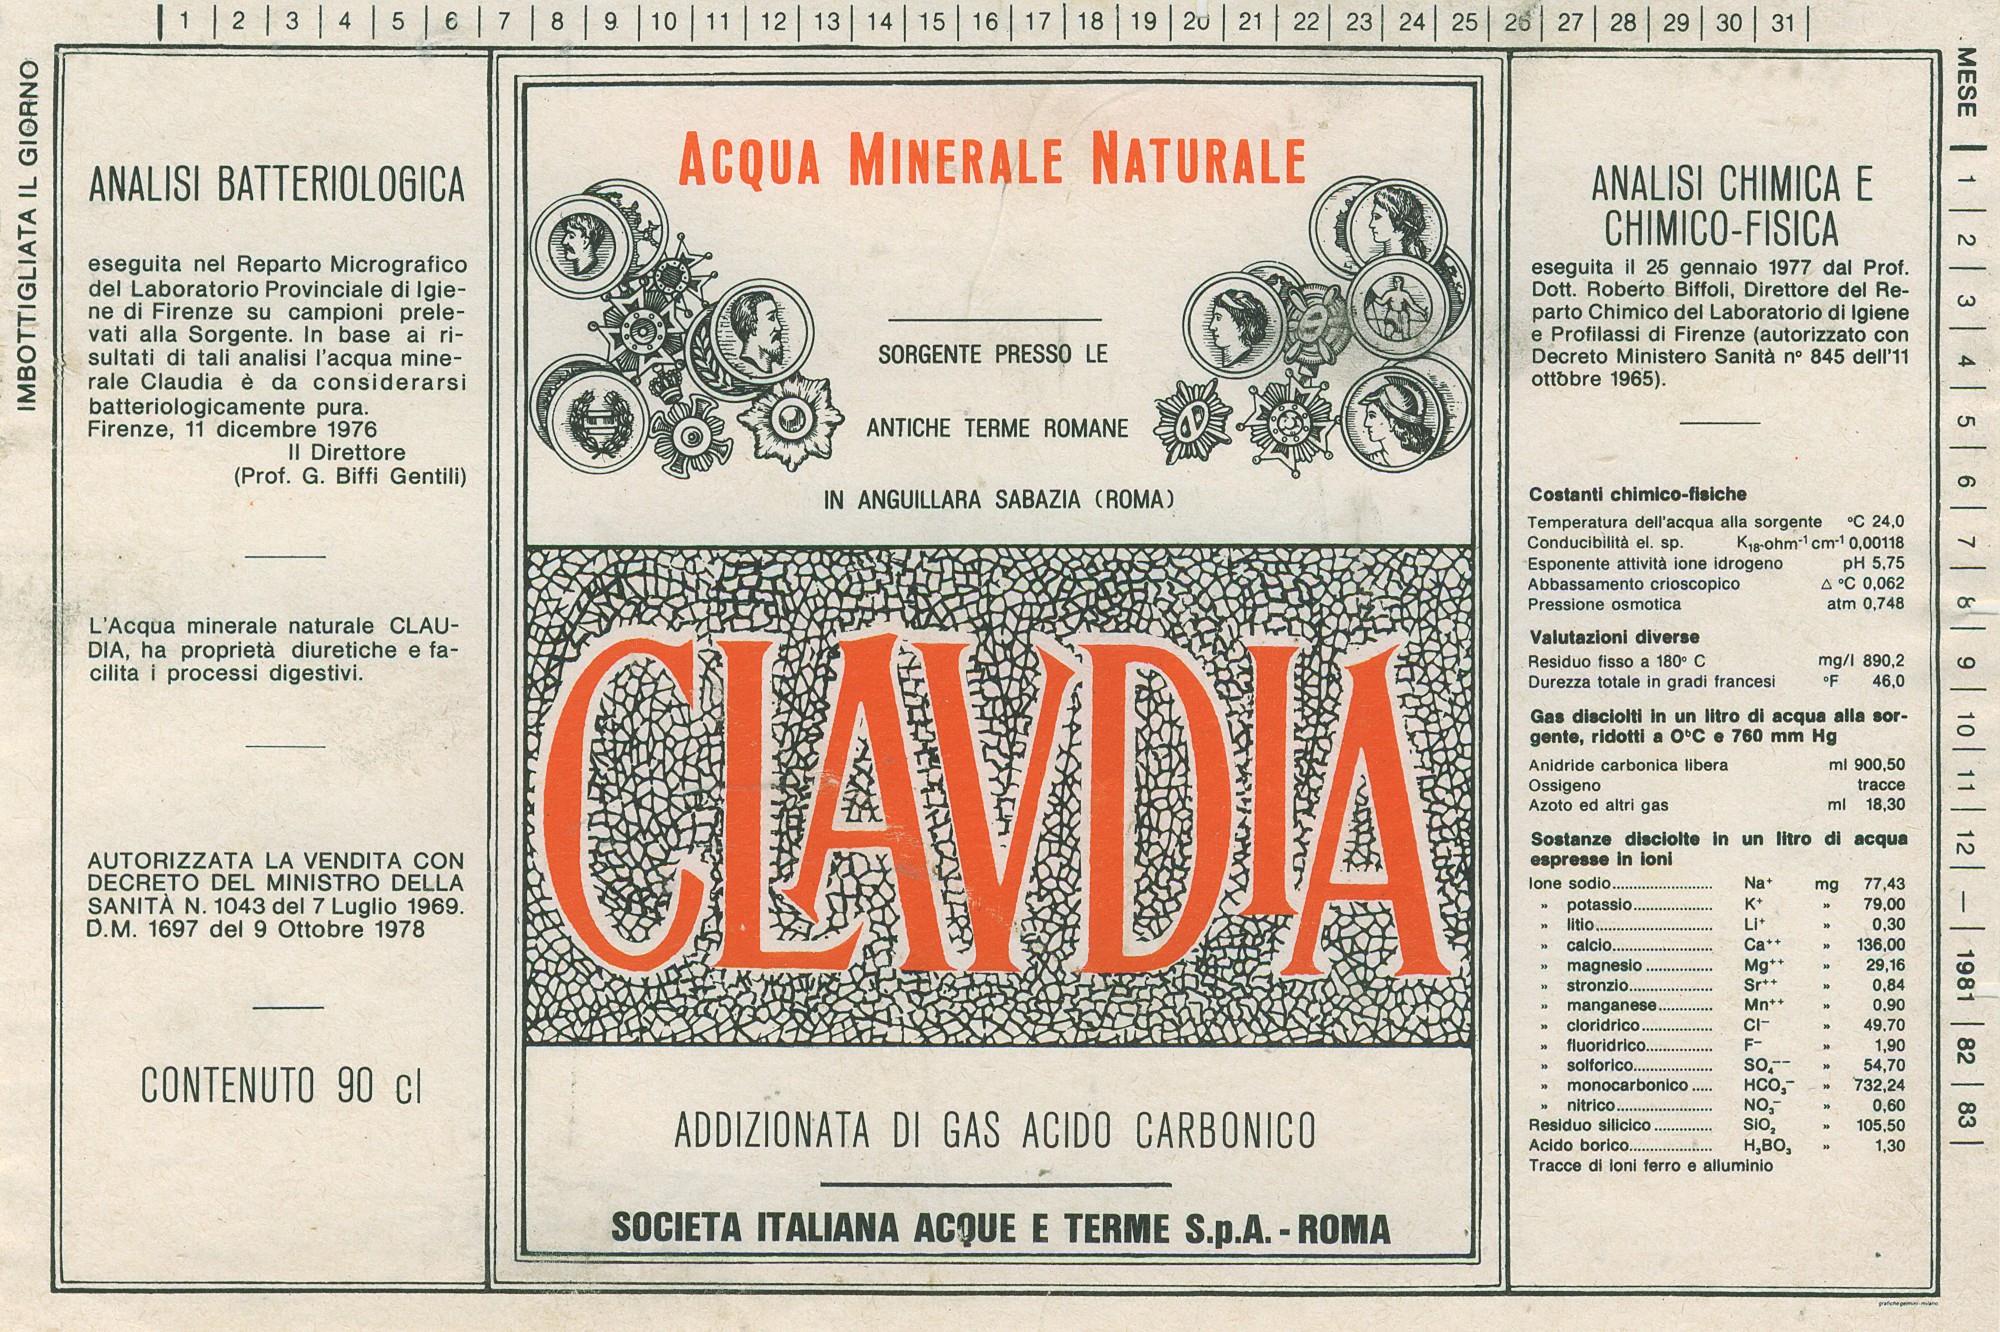 | 1 | 2 | 3 | 4 | 5 | 6 | 7 | 8 | 9 | 10 | 11 | 12 | 13 | 14 | 15 | 16 | 17 | 18 | 19 | 20 | 21 | 22 | 23 | 24 | 25 | 26 | 27 | 28 | 29 | 30 | 31 |
IMBOTTIGLIATA IL GIORNO
ANALISI BATTERIOLOGICA
eseguita nel Reparto Micrografico
del Laboratorio Provinciale di Igie-
ne di Firenze su campioni prele-
vati alla Sorgente. In base ai ri-
sultati di tali analisi l'acqua mine-
rale Claudia è da considerarsi
batteriologicamente pura.
Firenze, 11 dicembre 1976
Il Direttore
(Prof. G. Biffi Gentili)
L'Acqua minerale naturale CLAU-
DIA, ha proprietà diuretiche e fa-
cilita i processi digestivi.
AUTORIZZATA LA VENDITA CON
DECRETO DEL MINISTRO DELLA
SANITÀ N. 1043 del 7 Luglio 1969.
D.M. 1697 del 9 Ottobre 1978
CONTENUTO 90 cl
ACQUA MINERALE NATURALE
SORGENTE PRESSO LE
ANTICHE TERME ROMANE
IN ANGUILLARA SABAZIA (ROMA)
CLAVDIA
ADDIZIONATA DI GAS ACIDO CARBONICO
SOCIETA ITALIANA ACQUE E TERME S.p.A. - ROMA
ANALISI CHIMICA E
CHIMICO-FISICA
eseguita il 25 gennaio 1977 dal Prof.
Dott. Roberto Biffoli, Direttore del Re-
parto Chimico del Laboratorio di Igiene
e Profilassi di Firenze (autorizzato con
Decreto Ministero Sanità nº 845 dell'11
ottobre 1965).
Costanti chimico-fisiche
Temperatura dell'acqua alla sorgente ºC 24,0
Conducibilità el. sp. K₁₈-ohm⁻¹ cm⁻¹ 0,00118
Esponente attività ione idrogeno pH 5,75
Abbassamento crioscopico △ ºC 0,062
Pressione osmotica atm 0,748
Valutazioni diverse
Residuo fisso a 180º C mg/l 890,2
Durezza totale in gradi francesi ºF 46,0
Gas disciolti in un litro di acqua alla sor-
gente, ridotti a 0ºC e 760 mm Hg
Anidride carbonica libera ml 900,50
Ossigeno tracce
Azoto ed altri gas ml 18,30
Sostanze disciolte in un litro di acqua
espresse in ioni
Ione sodio........................ Na⁺ mg 77,43
» potassio.................... K⁺ » 79,00
» litio............................. Li⁺ » 0,30
» calcio......................... Ca⁺⁺ » 136,00
» magnesio ................. Mg⁺⁺ » 29,16
» stronzio..................... Sr⁺⁺ » 0,84
» manganese.............. Mn⁺⁺ » 0,90
» cloridrico.................. Cl⁻ » 49,70
» fluoridrico................. F⁻ » 1,90
» solforico.................... SO₄⁻⁻ » 54,70
» monocarbonico ..... HCO₃⁻ » 732,24
» nitrico........................ NO₃⁻ » 0,60
Residuo silicico .............. SiO₂ » 105,50
Acido borico.................... H₃BO₃ » 1,30
Tracce di ioni ferro e alluminio
MESE | 1 | 2 | 3 | 4 | 5 | 6 | 7 | 8 | 9 | 10 | 11 | 12 | — | 1981 | 82 | 83 |
grafiche germini - milano